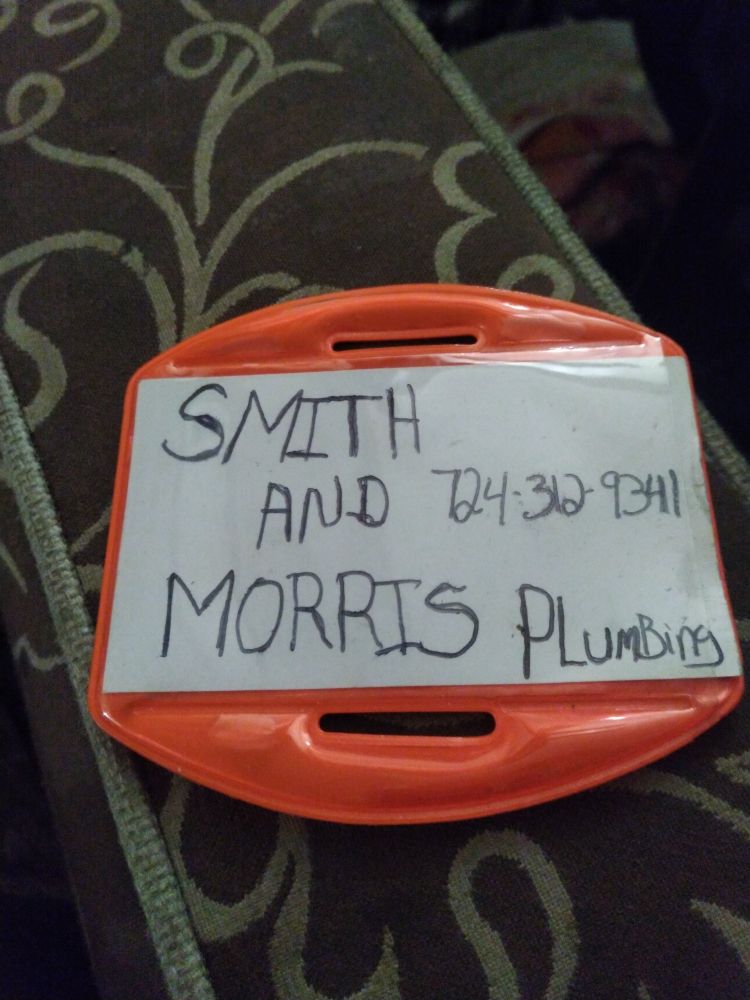 SMITH
AND 724-312-9341
MORRIS PLumBing